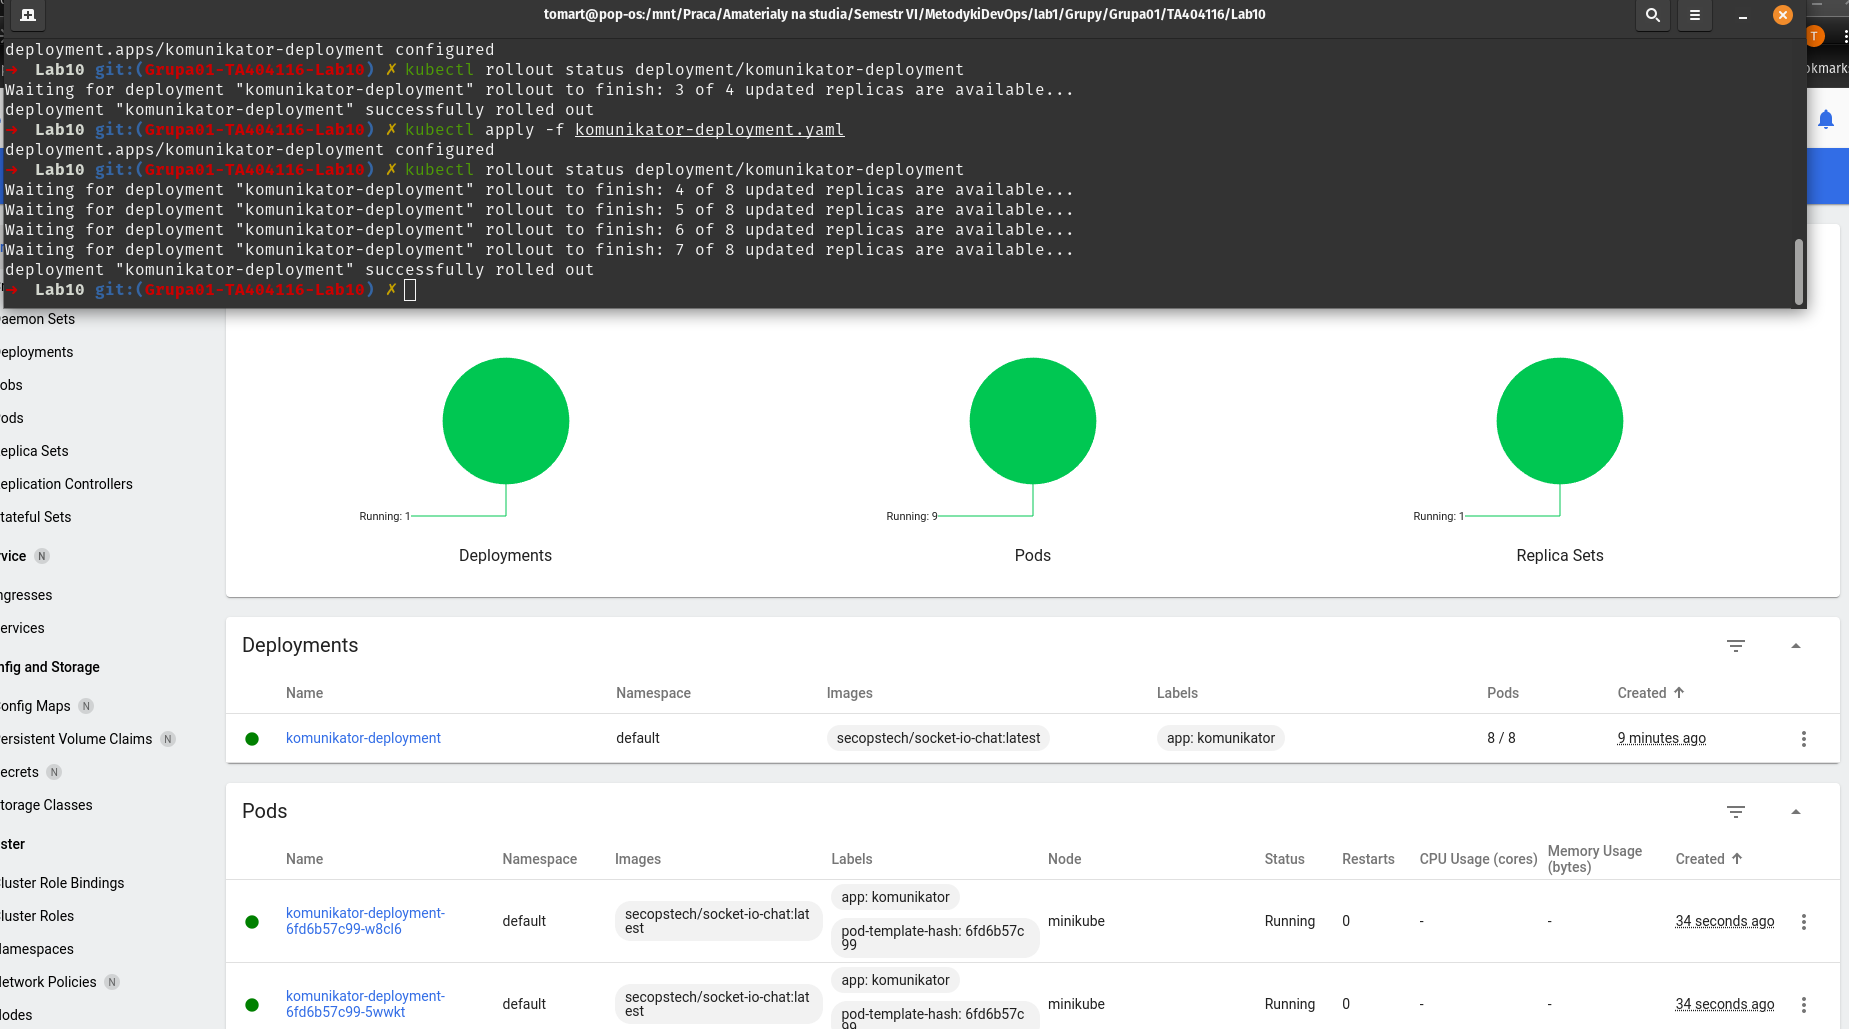 tomart@pop-os:/mnt/Praca/Amaterialy na studia/Semestr VI/MetodykiDevOps/lab1/Grupy/Grupa01/TA404116/Lab10
deployment.apps/komunikator-deployment configured
→ Lab10 git:(Grupa01-TA404116-Lab10) ✗ kubectl rollout status deployment/komunikator-deployment
Waiting for deployment "komunikator-deployment" rollout to finish: 3 of 4 updated replicas are available...
deployment "komunikator-deployment" successfully rolled out
→ Lab10 git:(Grupa01-TA404116-Lab10) ✗ kubectl apply -f komunikator-deployment.yaml
deployment.apps/komunikator-deployment configured
→ Lab10 git:(Grupa01-TA404116-Lab10) ✗ kubectl rollout status deployment/komunikator-deployment
Waiting for deployment "komunikator-deployment" rollout to finish: 4 of 8 updated replicas are available...
Waiting for deployment "komunikator-deployment" rollout to finish: 5 of 8 updated replicas are available...
Waiting for deployment "komunikator-deployment" rollout to finish: 6 of 8 updated replicas are available...
Waiting for deployment "komunikator-deployment" rollout to finish: 7 of 8 updated replicas are available...
deployment "komunikator-deployment" successfully rolled out
→ Lab10 git:(Grupa01-TA404116-Lab10) ✗
T
okmark
aemon Sets
eployments
obs
ods
eplica Sets
eplication Controllers
tateful Sets
rvice N
ngresses
ervices
nfig and Storage
onfig Maps N
ersistent Volume Claims N
ecrets N
torage Classes
ster
luster Role Bindings
luster Roles
amespaces
etwork Policies N
odes
Running: 1
Deployments
Running: 9
Pods
Running: 1
Replica Sets
Deployments
Name Namespace Images Labels Pods Created
komunikator-deployment default secopstech/socket-io-chat:latest app: komunikator 8 / 8 9 minutes ago
Pods
Name Namespace Images Labels Node Status Restarts CPU Usage (cores) Memory Usage
(bytes) Created
komunikator-deployment-
6fd6b57c99-w8cl6
default
secopstech/socket-io-chat:lat
est
app: komunikator
pod-template-hash: 6fd6b57c
99
minikube Running 0 - - 34 seconds ago
komunikator-deployment-
6fd6b57c99-5wwkt
default
secopstech/socket-io-chat:lat
est
app: komunikator
pod-template-hash: 6fd6b57c
99
minikube Running 0 - - 34 seconds ago